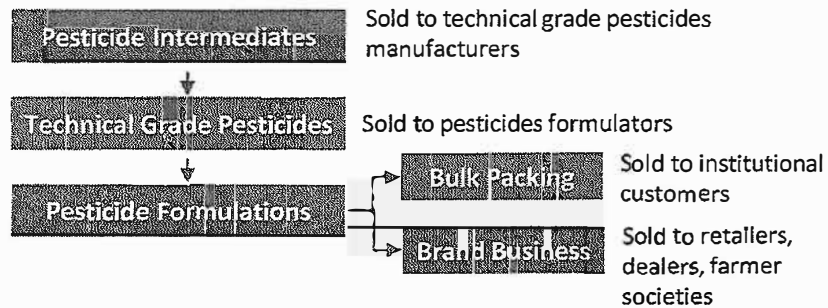 Pesticide Intermediates
Sold to technical grade pesticides
manufacturers
Technical Grade Pesticides
Sold to pesticides formulators
Pesticide Formulations
Bulk Packing
Sold to institutional
customers
Brand Business
Sold to retailers,
dealers, farmer
societies